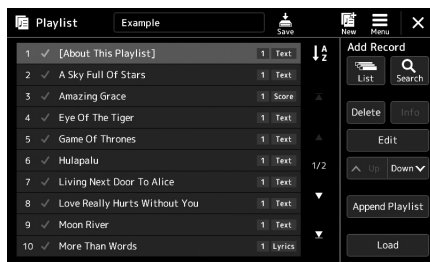 Playlist
Example
Save
New
Menu
Add Record
1 [About This Playlist] 1 Text
2 A Sky Full Of Stars 1 Text
3 Amazing Grace 1 Score
4 Eye Of The Tiger 1 Text
5 Game Of Thrones 1 Text
6 Hulapalu 1 Text
7 Living Next Door To Alice 1 Text
8 Love Really Hurts Without You 1 Text
9 Moon River 1 Text
10 More Than Words 1 Lyrics
A
Z
1/2
List
Search
Delete
Info
Edit
Up
Down
Append Playlist
Load